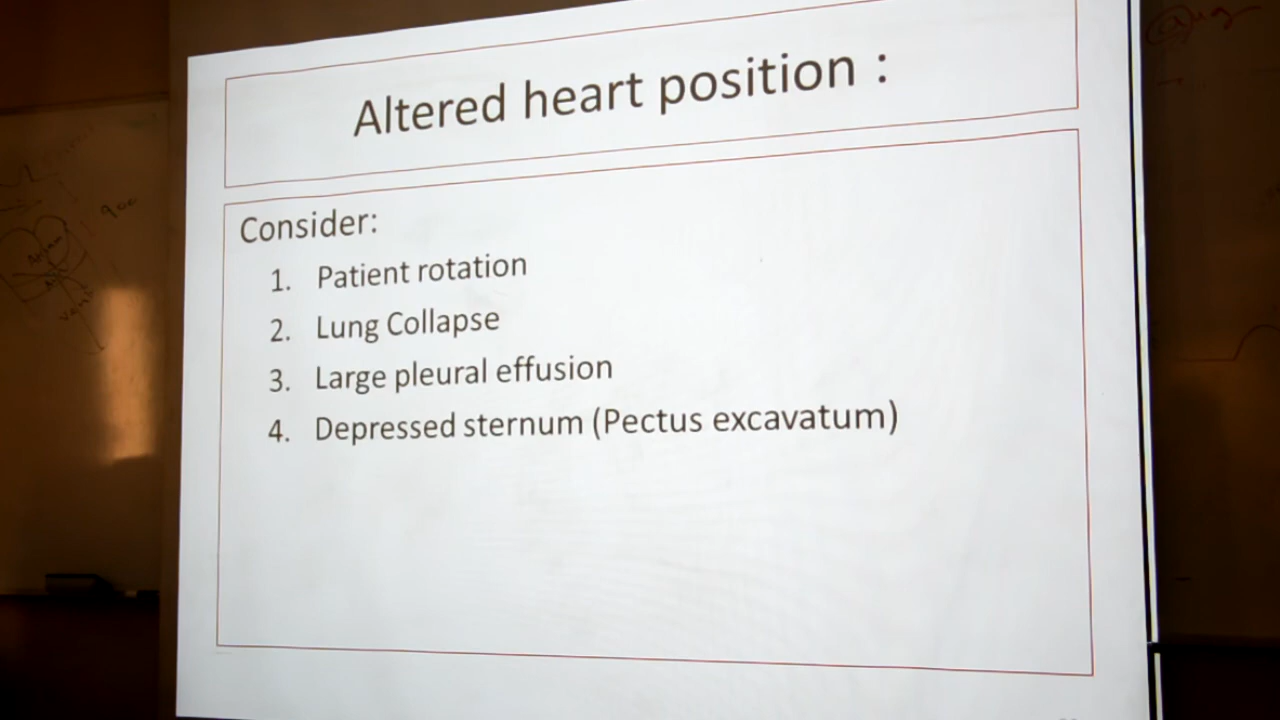 Altered heart position :
Consider:
1. Patient rotation
2. Lung Collapse
3. Large pleural effusion
4. Depressed sternum (Pectus excavatum)